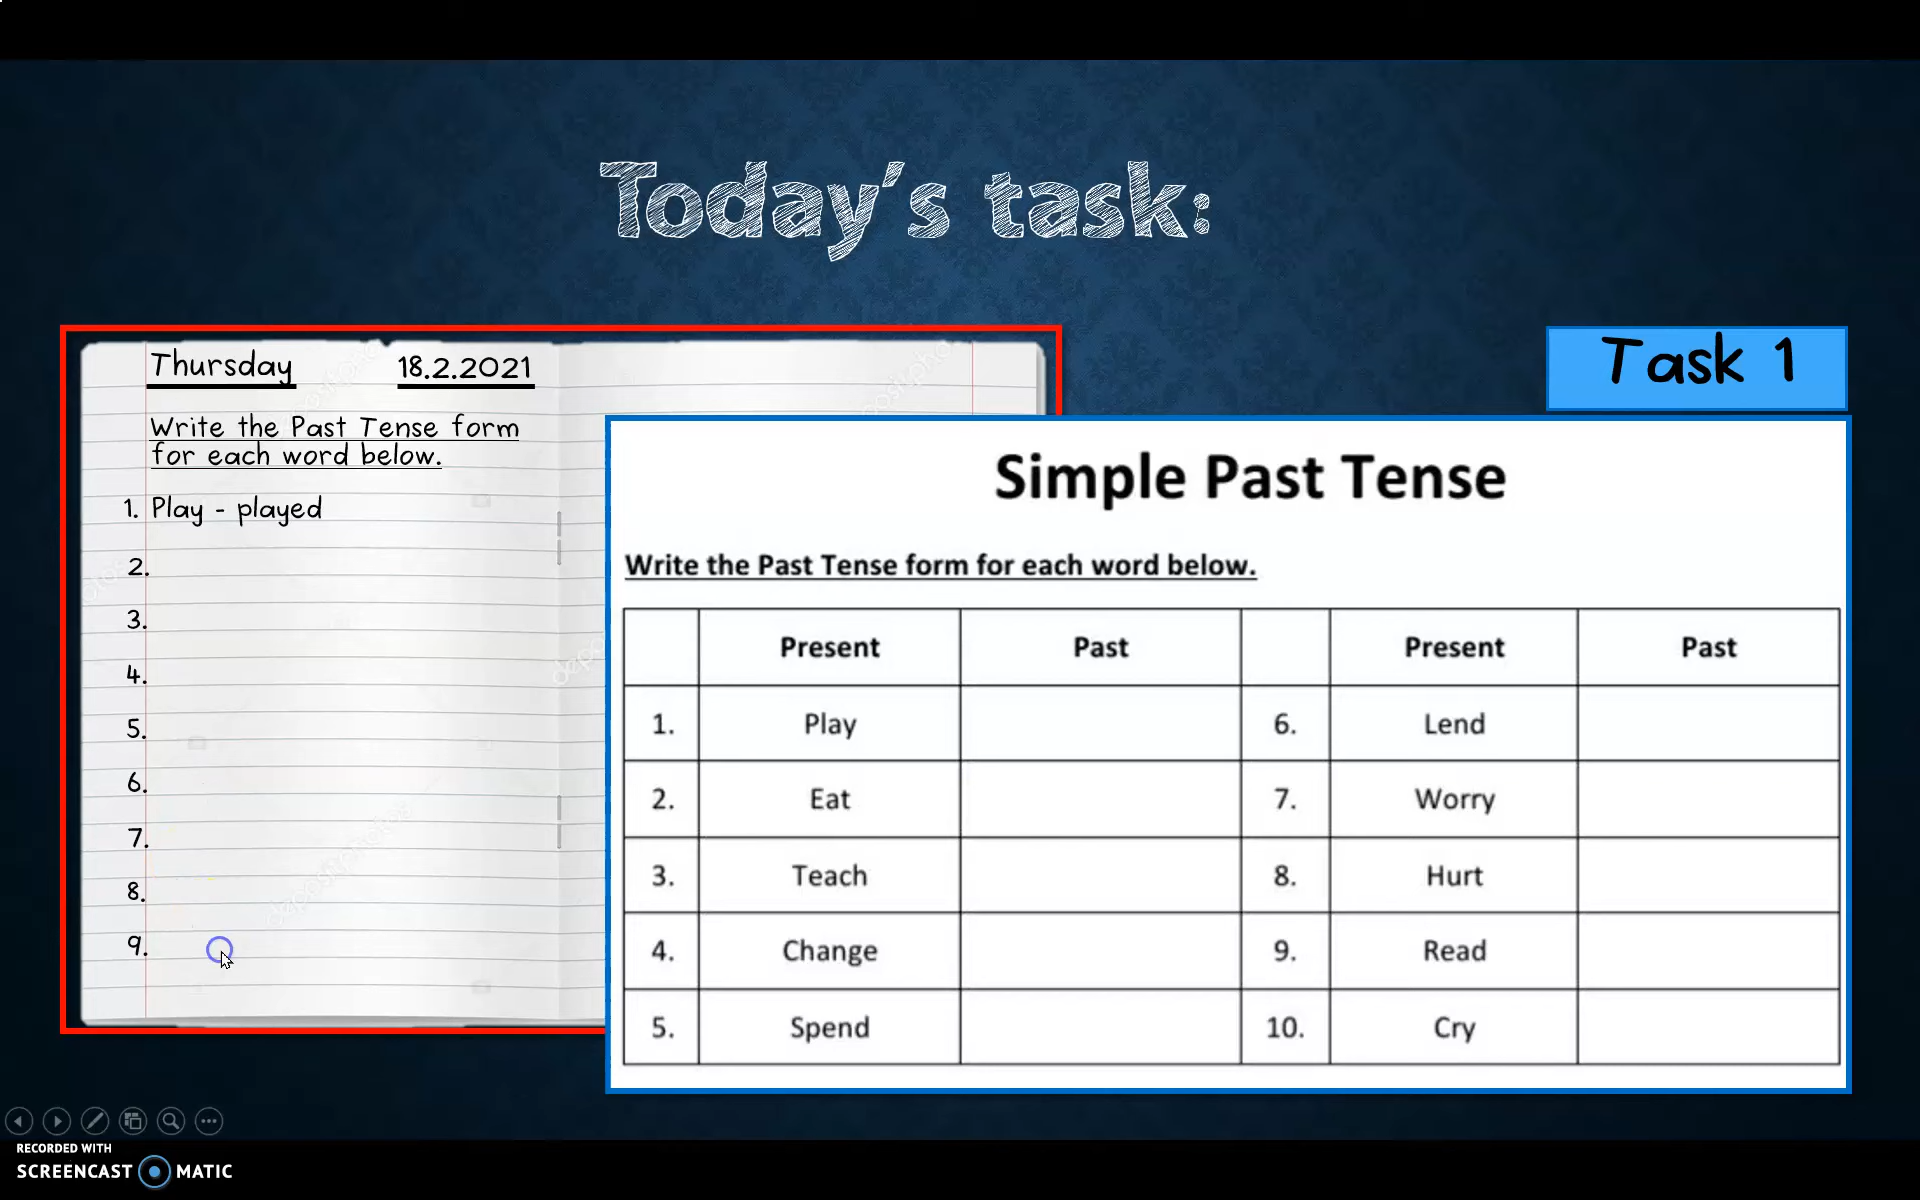 Today's task:
Thursday 18.2.2021
Write the Past Tense form
for each word below.
1. Play - played
2.
3.
4.
5.
6.
7.
8.
9.
Task 1
Simple Past Tense
Write the Past Tense form for each word below.
Present Past Present Past
1. Play 6. Lend
2. Eat 7. Worry
3. Teach 8. Hurt
4. Change 9. Read
5. Spend 10. Cry
RECORDED WITH
SCREENCAST MATIC